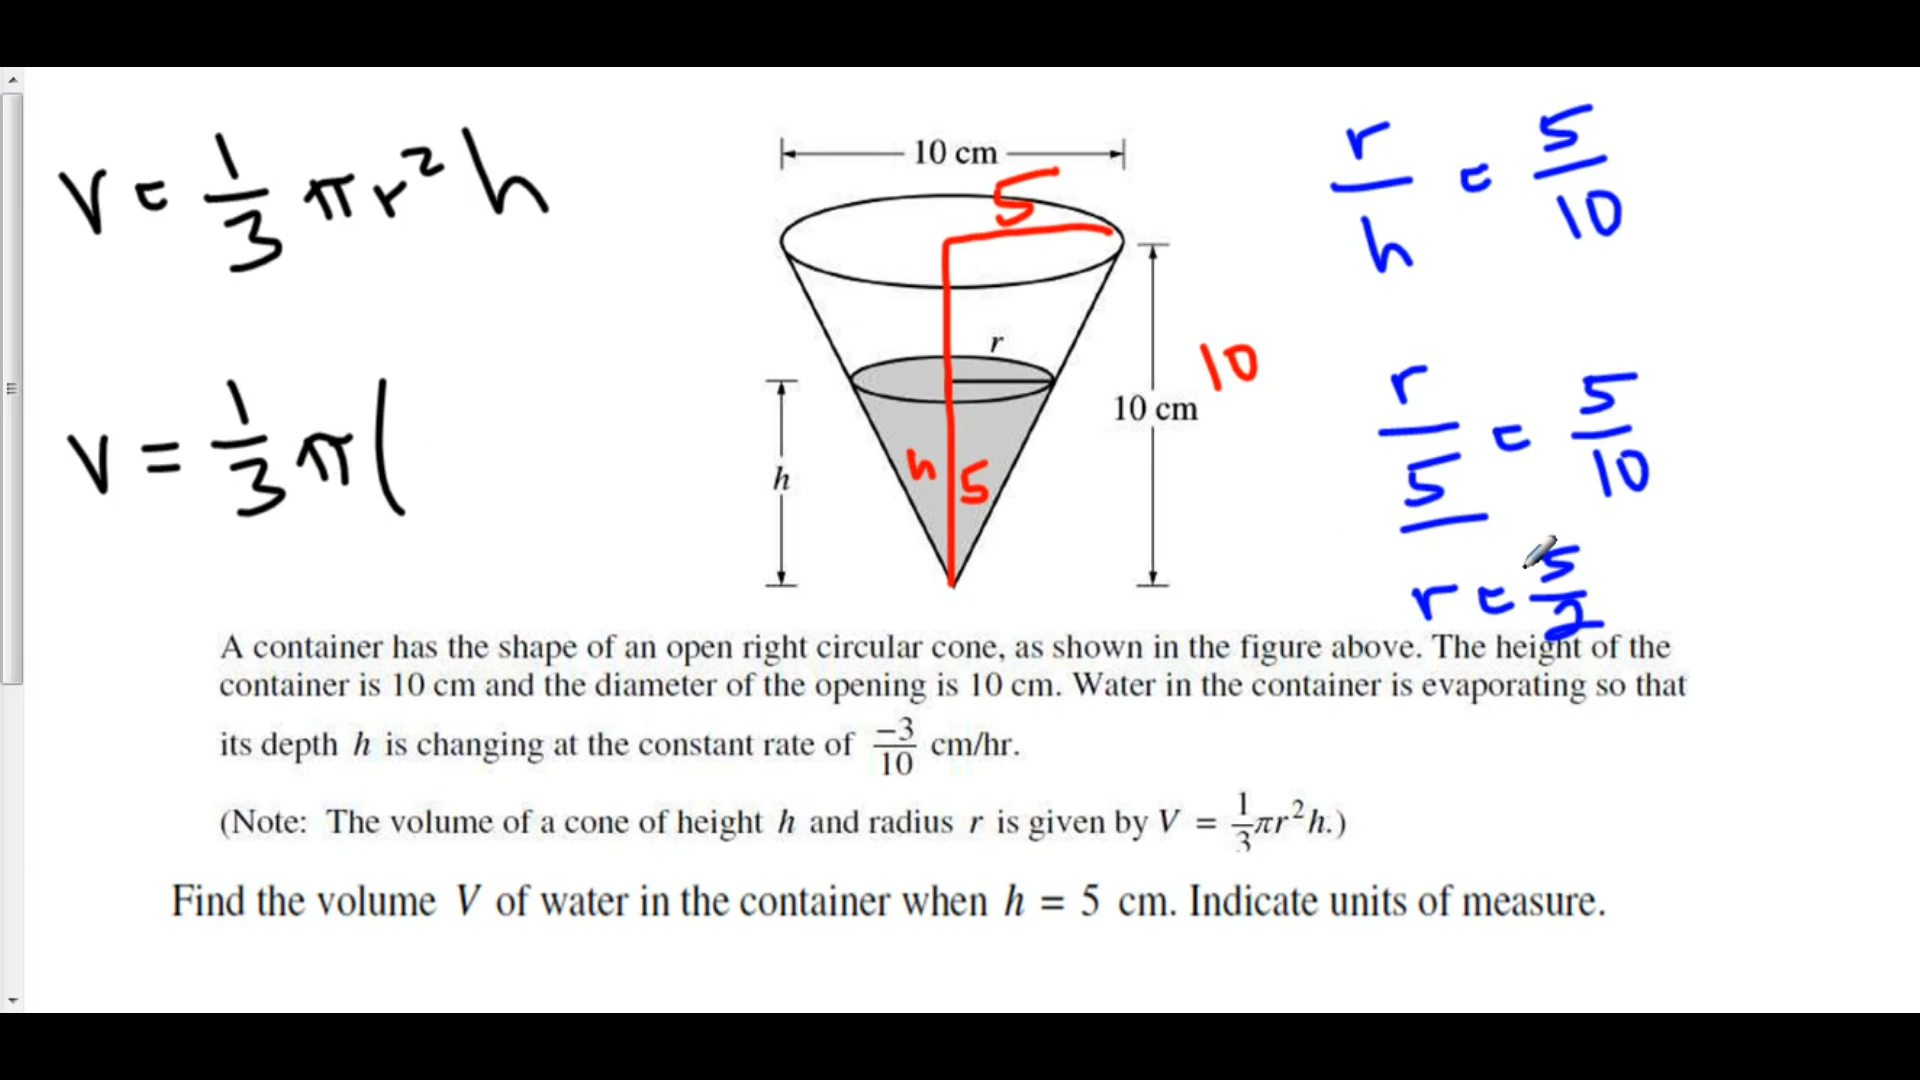 V = 1/3 πr² h
10 cm
5
r/h = 5/10
r
10
10 cm
V = 1/3 π(
h
h 5
r/5 = 5/10
r = 5/2
A container has the shape of an open right circular cone, as shown in the figure above. The height of the
container is 10 cm and the diameter of the opening is 10 cm. Water in the container is evaporating so that
its depth h is changing at the constant rate of −3/10 cm/hr.
(Note: The volume of a cone of height h and radius r is given by V = 1/3 πr²h.)
Find the volume V of water in the container when h = 5 cm. Indicate units of measure.